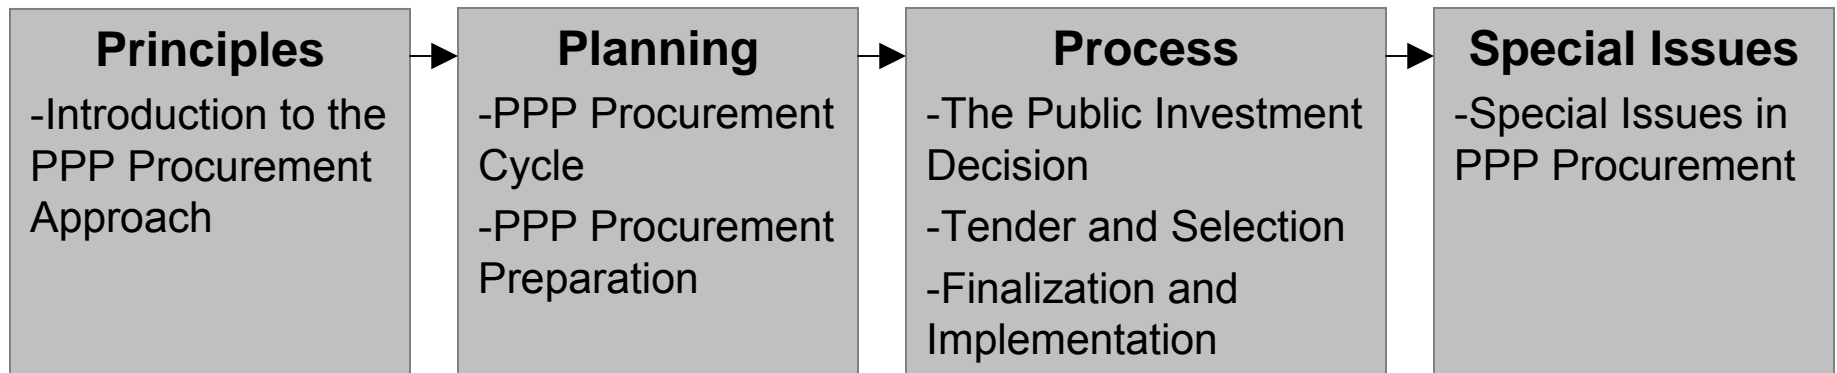 Principles
-Introduction to the
PPP Procurement
Approach
Planning
-PPP Procurement
Cycle
-PPP Procurement
Preparation
Process
-The Public Investment
Decision
-Tender and Selection
-Finalization and
Implementation
Special Issues
-Special Issues in
PPP Procurement